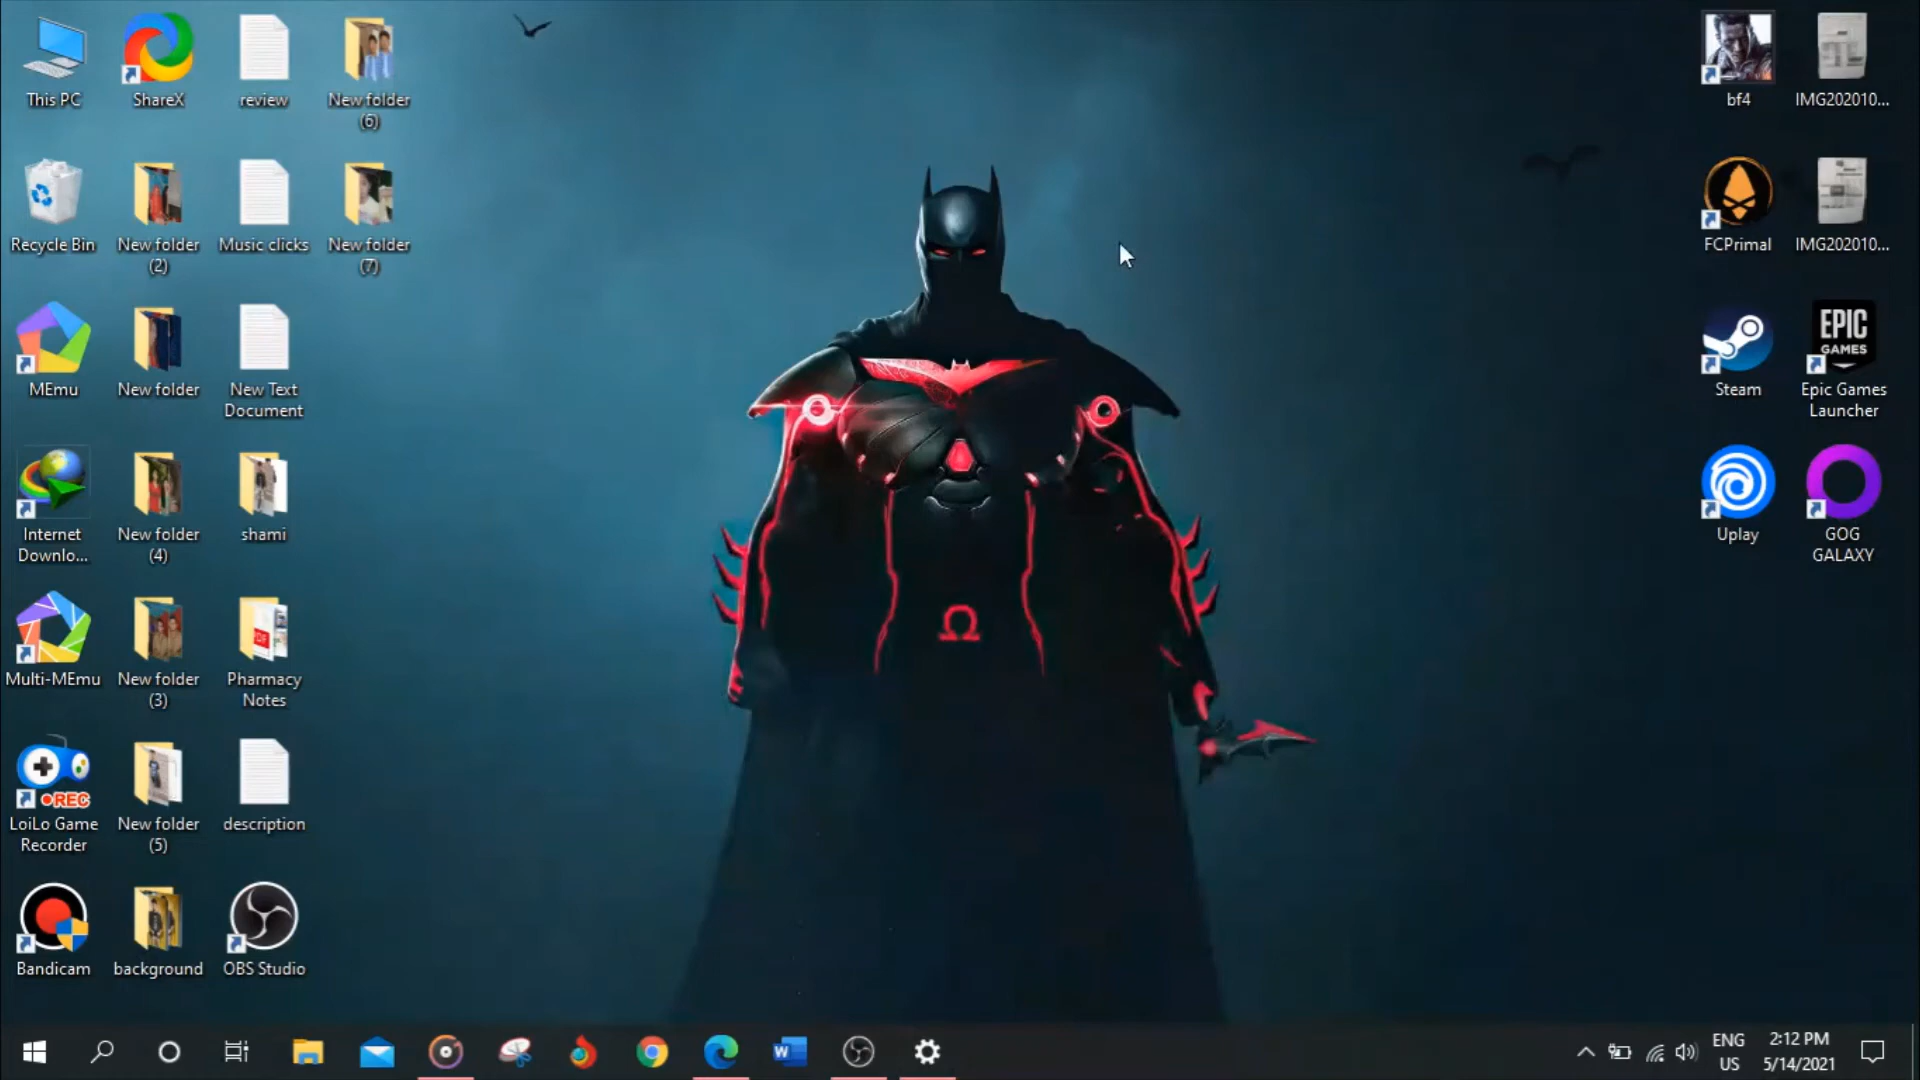 This PC
ShareX
review
New folder
(6)
bf4
IMG202010...
Recycle Bin
New folder
(2)
Music clicks
New folder
(7)
FCPrimal
IMG202010...
MEmu
New folder
New Text
Document
Steam
EPIC
GAMES
Epic Games
Launcher
Internet
Downlo...
New folder
(4)
shami
Uplay
GOG
GALAXY
Multi-MEmu
New folder
(3)
PDF
Pharmacy
Notes
Ω
REC
LoiLo Game
Recorder
New folder
(5)
description
Bandicam
background
OBS Studio
W
ENG
US
2:12 PM
5/14/2021